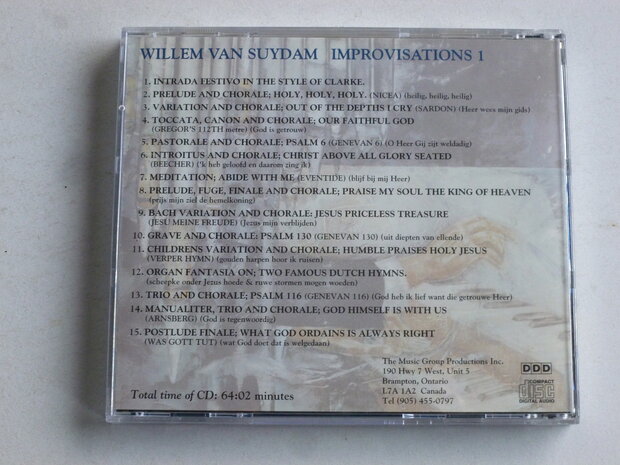 WILLEM VAN SUYDAM   IMPROVISATIONS 1
1. INTRADA FESTIVO IN THE STYLE OF CLARKE.
2. PRELUDE AND CHORALE; HOLY, HOLY, HOLY. (NICEA) (heilig, heilig, heilig)
3. VARIATION AND CHORALE; OUT OF THE DEPTHS I CRY (SARDON) (Heer wees mijn gids)
4. TOCCATA, CANON AND CHORALE; OUR FAITHFUL GOD
(GREGOR'S 112TH metre) (God is getrouw)
5. PASTORALE AND CHORALE; PSALM 6 (GENEVAN 6) (O Heer Gij zijt weldadig)
6. INTROITUS AND CHORALE; CHRIST ABOVE ALL GLORY SEATED
(BEECHER) ('k heb geloofd en daarom zing ik)
7. MEDITATION; ABIDE WITH ME (EVENTIDE) (blijf bij mij Heer)
8. PRELUDE, FUGE, FINALE AND CHORALE; PRAISE MY SOUL THE KING OF HEAVEN
(prijs mijn ziel de hemelkoning)
9. BACH VARIATION AND CHORALE: JESUS PRICELESS TREASURE
(JESU MEINE FREUDE) (Jezus mijn verblijden)
10. GRAVE AND CHORALE; PSALM 130 (GENEVAN 130) (uit diepten van ellende)
11. CHILDRENS VARIATION AND CHORALE; HUMBLE PRAISES HOLY JESUS
(VERPER HYMN) (gouden harpen hoor ik ruisen)
12. ORGAN FANTASIA ON; TWO FAMOUS DUTCH HYMNS.
(scheepke onder Jezus hoede & ruwe stormen mogen woeden)
13. TRIO AND CHORALE; PSALM 116 (GENEVAN 116) (God heb ik lief want die getrouwe Heer)
14. MANUALITER, TRIO AND CHORALE; GOD HIMSELF IS WITH US
(ARNSBERG) (God is tegenwoordig)
15. POSTLUDE FINALE; WHAT GOD ORDAINS IS ALWAYS RIGHT
(WAS GOTT TUT) (wat God doet dat is welgedaan)
The Music Group Productions Inc.
190 Hwy 7 West, Unit 5
Brampton, Ontario
L7A 1A2 Canada
Tel (905) 455-0797
DDD
COMPACT
DISC
DIGITAL AUDIO
Total time of CD: 64:02 minutes